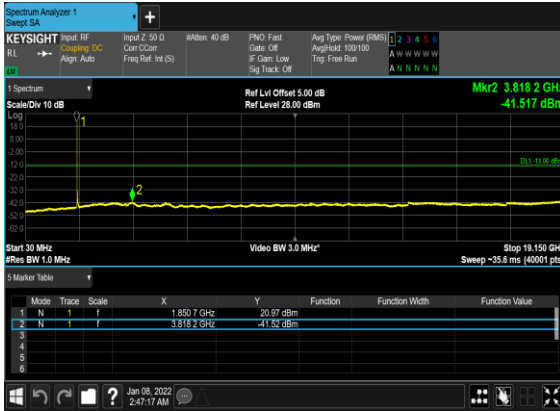 Spectrum Analyzer 1
Swept SA
KEYSIGHT
RL
Input: RF
Coupling: DC
Align: Auto
Input Z: 50 Ω
Corr CCorr
Freq Ref: Int (S)
#Atten: 40 dB
PNO: Fast
Gate: Off
IF Gain: Low
Sig Track: Off
Avg Type: Power (RMS)
Avg|Hold: 100/100
Trig: Free Run
1 2 3 4 5 6
A W W W W W
A N N N N N
1 Spectrum
Scale/Div 10 dB
Ref Lvl Offset 5.00 dB
Ref Level 28.00 dBm
Mkr2 3.818 2 GHz
-41.517 dBm
Log
18.0
8.00
-2.00
-12.0
-22.0
-32.0
-42.0
-52.0
-62.0
1
2
DL1 -13.00 dBm
Start 30 MHz
#Res BW 1.0 MHz
Video BW 3.0 MHz*
Stop 19.150 GH
Sweep ~35.6 ms (40001 pts
5 Marker Table
Mode Trace Scale X Y Function Function Width Function Value
1 N 1 f 1.850 7 GHz 20.97 dBm
2 N 1 f 3.818 2 GHz -41.52 dBm
3
4
5
6
?
Jan 08, 2022
2:47:17 AM